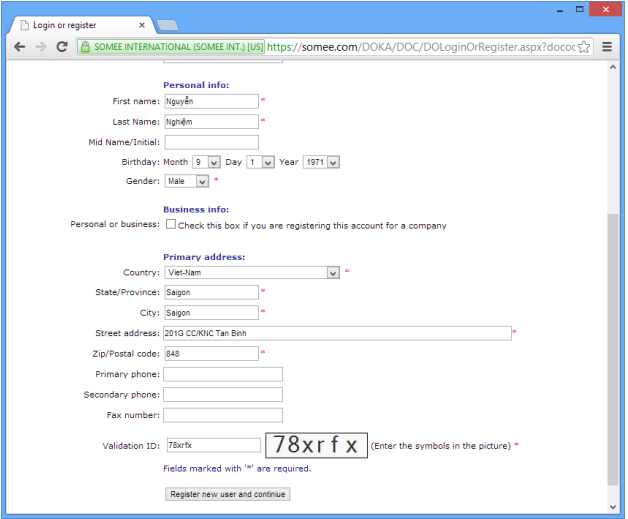 Login or register
SOMEE INTERNATIONAL (SOMEE INT.) [US] https://somee.com/DOKA/DOC/DOLoginOrRegister.aspx?dococ
Personal info:
First name: Nguyễn *
Last Name: Nghiệm *
Mid Name/Initial:
Birthday: Month 9 Day 1 Year 1971
Gender: Male *
Business info:
Personal or business: Check this box if you are registering this account for a company
Primary address:
Country: Viet-Nam *
State/Province: Saigon *
City: Saigon *
Street address: 201G CC/KNC Tan Binh *
Zip/Postal code: 848 *
Primary phone:
Secondary phone:
Fax number:
Validation ID: 78xrfx 78xrfx (Enter the symbols in the picture) *
Fields marked with '*' are required.
Register new user and continiue